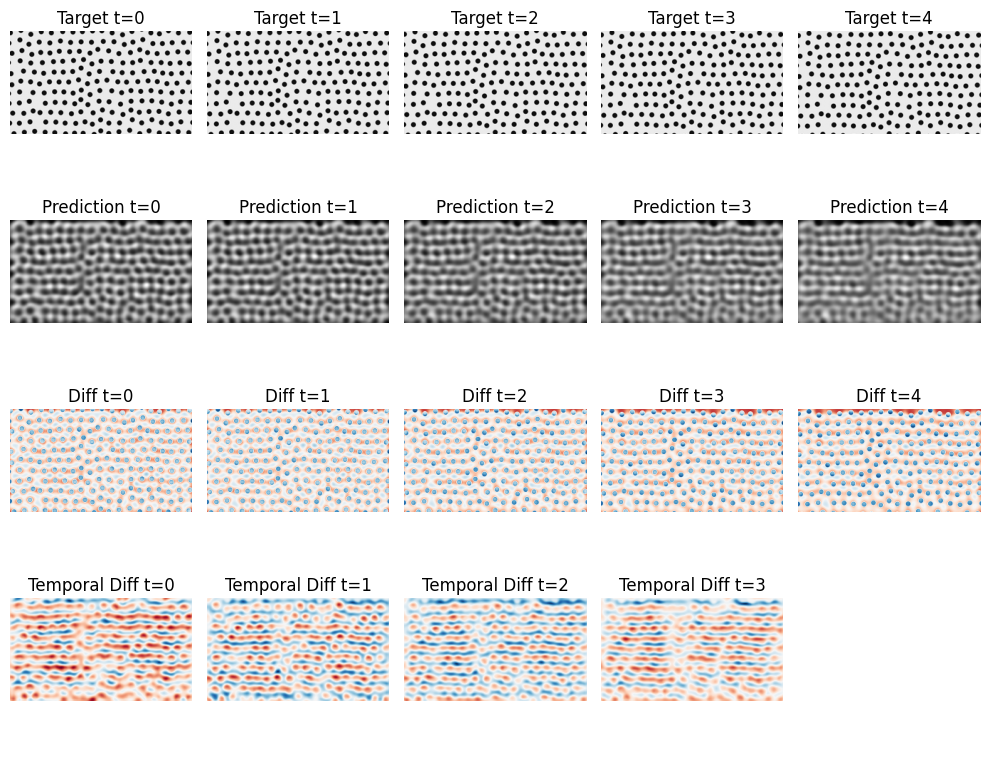 Target t=0 Target t=1 Target t=2 Target t=3 Target t=4
Prediction t=0 Prediction t=1 Prediction t=2 Prediction t=3 Prediction t=4
Diff t=0 Diff t=1 Diff t=2 Diff t=3 Diff t=4
Temporal Diff t=0 Temporal Diff t=1 Temporal Diff t=2 Temporal Diff t=3